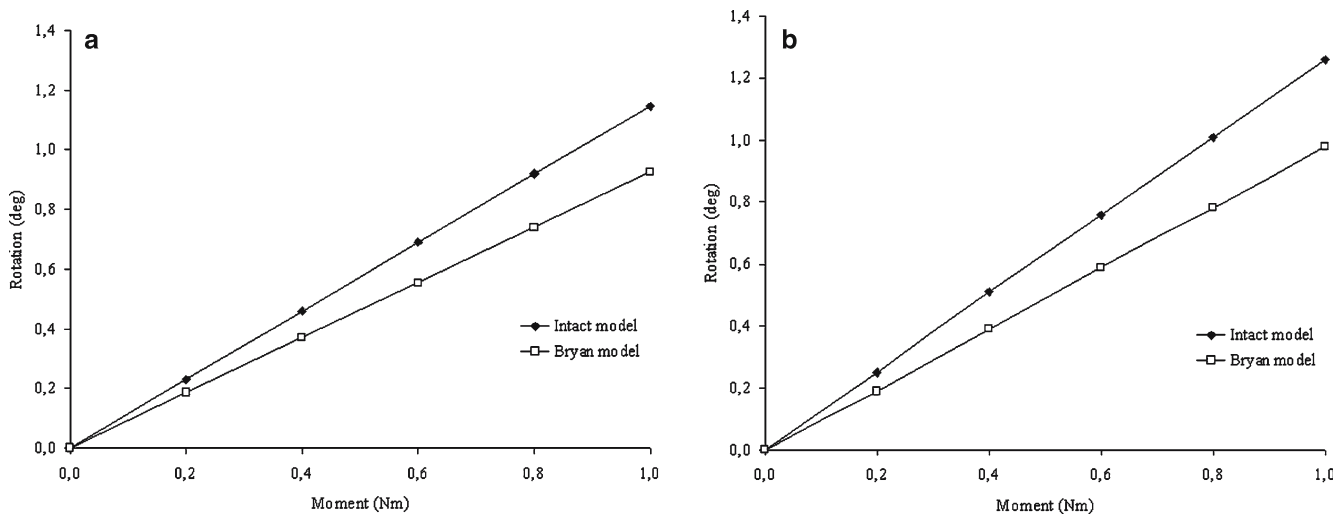 a
1,4
1,2
1,0
0,8
0,6
0,4
0,2
0,0
Rotation (deg)
Intact model
Bryan model
0,0 0,2 0,4 0,6 0,8 1,0
Moment (Nm)
b
1,4
1,2
1,0
0,8
0,6
0,4
0,2
0,0
Rotation (deg)
Intact model
Bryan model
0,0 0,2 0,4 0,6 0,8 1,0
Moment (Nm)